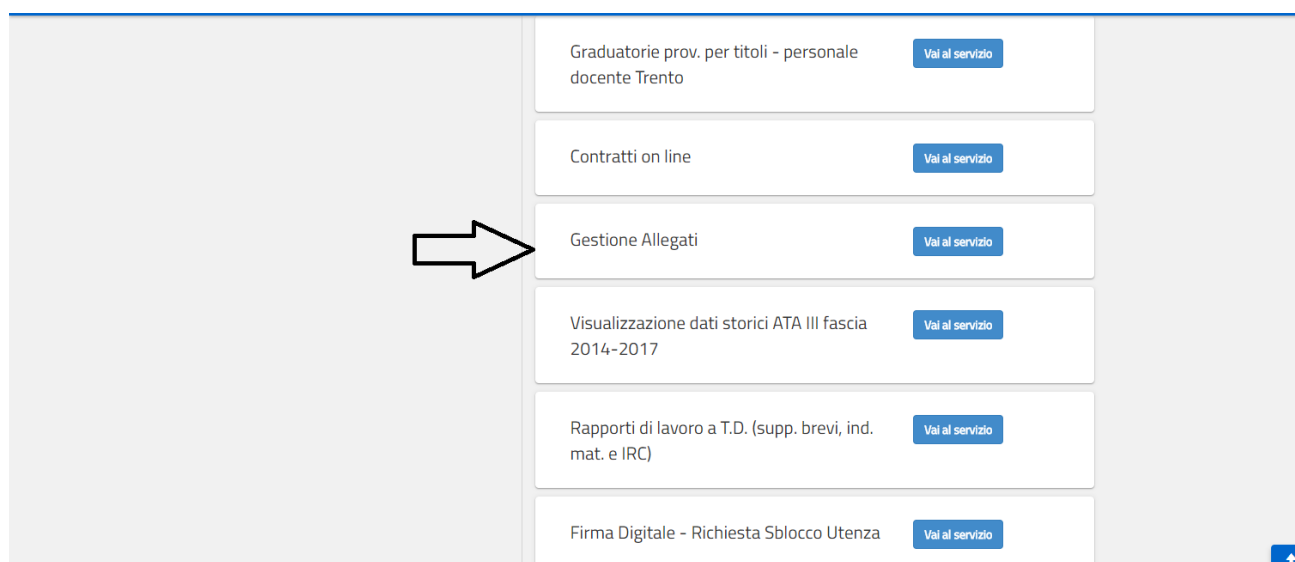 Graduatorie prov. per titoli - personale
docente Trento
Vai al servizio
Contratti on line
Vai al servizio
Gestione Allegati
Vai al servizio
Visualizzazione dati storici ATA III fascia
2014-2017
Vai al servizio
Rapporti di lavoro a T.D. (supp. brevi, ind.
mat. e IRC)
Vai al servizio
Firma Digitale - Richiesta Sblocco Utenza
Vai al servizio